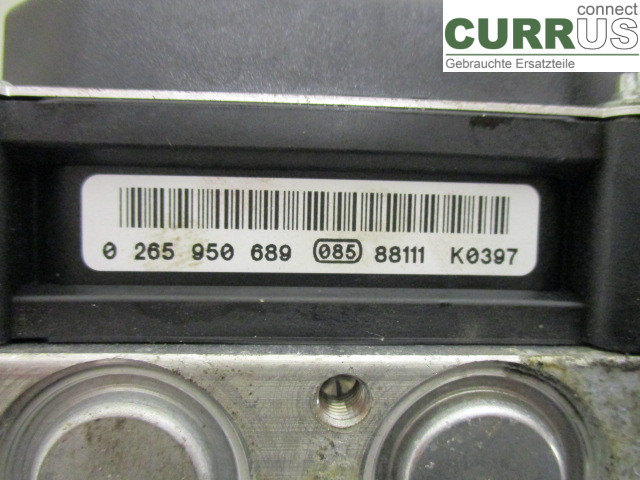 connect
CURRUS
Gebrauchte Ersatzteile
0 265 950 689 085 88111 K0397